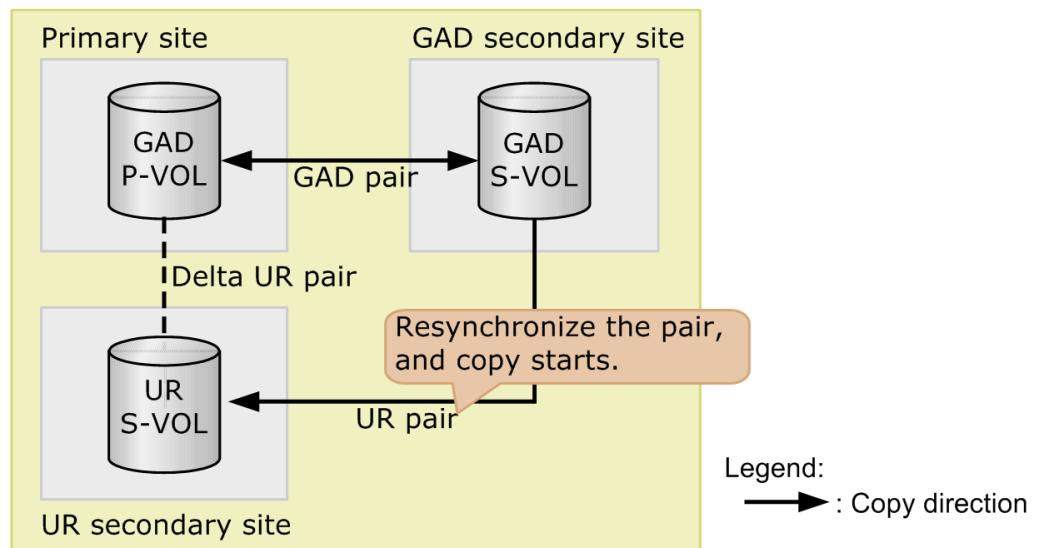 Primary site
GAD secondary site
GAD
P-VOL
GAD pair
GAD
S-VOL
Delta UR pair
Resynchronize the pair,
and copy starts.
UR
S-VOL
UR pair
UR secondary site
Legend:
: Copy direction